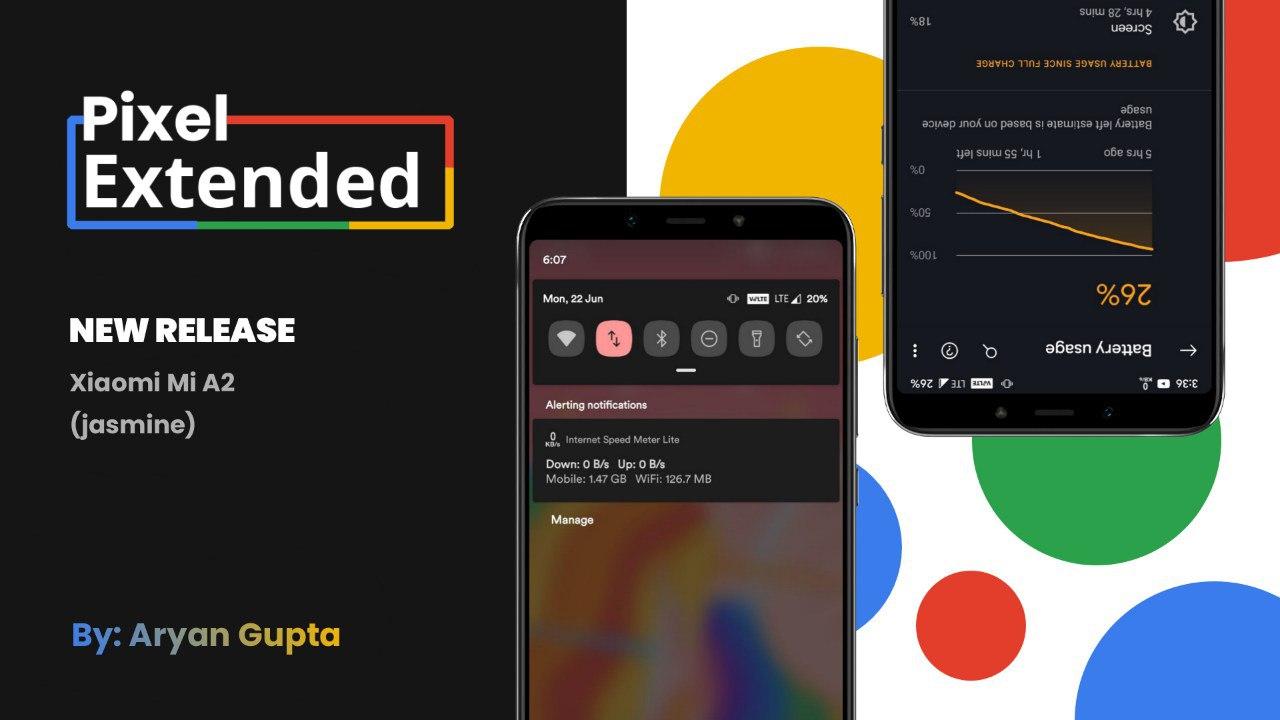 Pixel
Extended
NEW RELEASE
Xiaomi Mi A2
(jasmine)
By: Aryan Gupta
6:07
Mon, 22 Jun
VoLTE LTE 20%
Alerting notifications
0
KB/s
Internet Speed Meter Lite
Down: 0 B/s Up: 0 B/s
Mobile: 1.47 GB WiFi: 126.7 MB
Manage
3:36
0
KB/s
VoLTE LTE 26%
Battery usage
26%
100%
50%
0%
5 hrs ago
1 hr, 55 mins left
Battery left estimate is based on your device
usage
BATTERY USAGE SINCE FULL CHARGE
Screen
18%
4 hrs, 28 mins